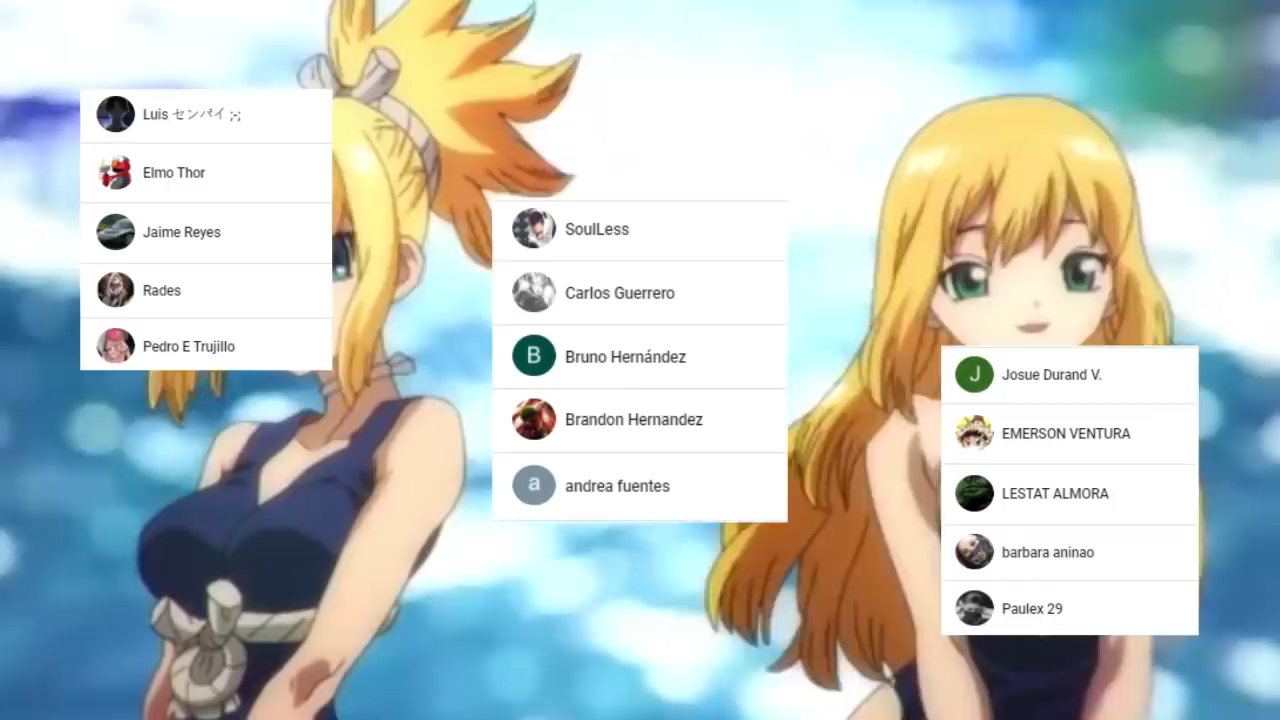 Luis センパイ ;-;
Elmo Thor
Jaime Reyes
Rades
Pedro E Trujillo
SoulLess
Carlos Guerrero
B Bruno Hernández
Brandon Hernandez
a andrea fuentes
J Josue Durand V.
EMERSON VENTURA
LESTAT ALMORA
barbara aninao
Paulex 29